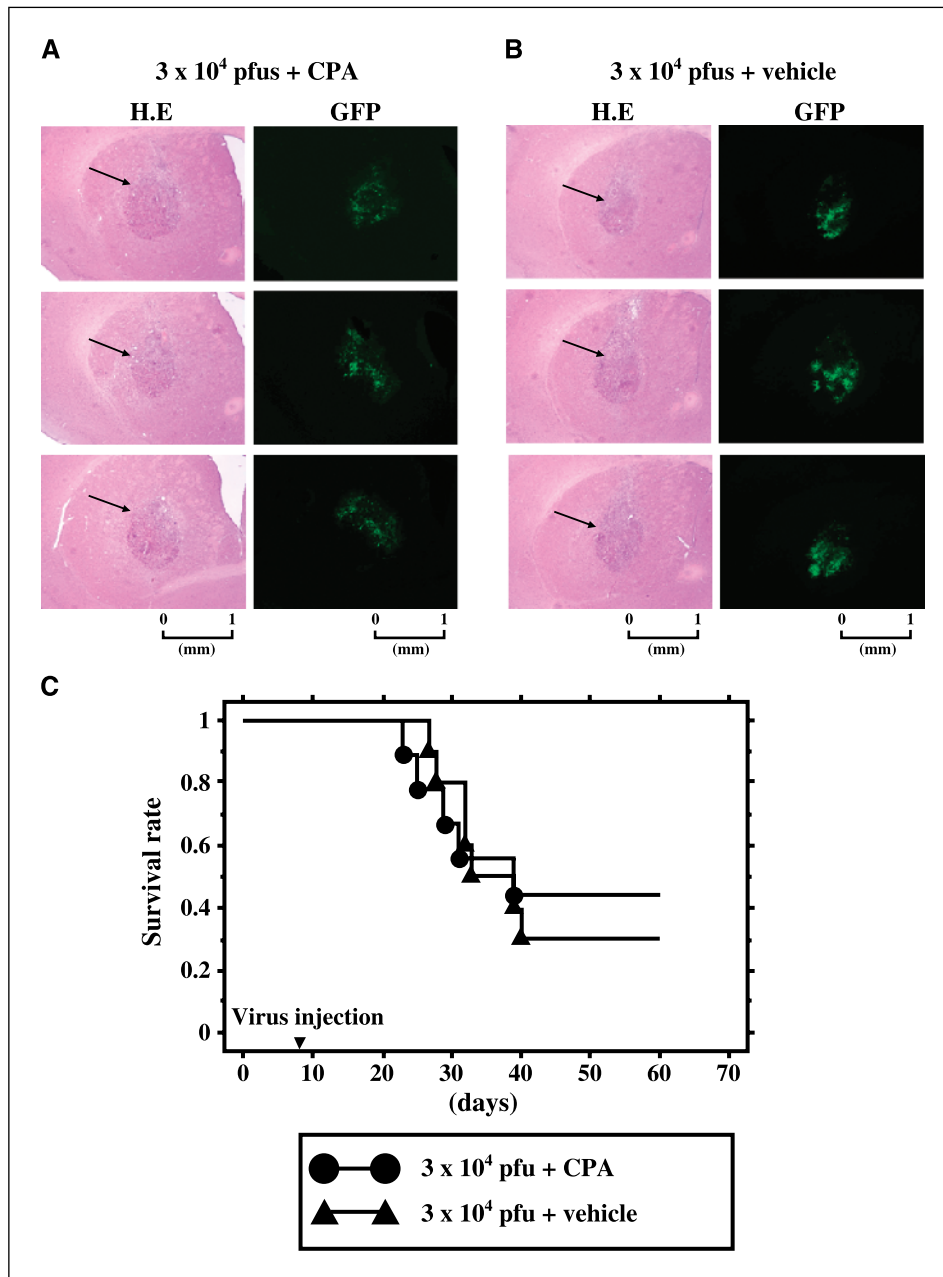 A
3 x 10⁴ pfus + CPA
H.E GFP
0 1
(mm)
0 1
(mm)
B
3 x 10⁴ pfus + vehicle
H.E GFP
0 1
(mm)
0 1
(mm)
C
Survival rate
1
0.8
0.6
0.4
0.2
0
Virus injection
0 10 20 30 40 50 60 70
(days)
3 x 10⁴ pfu + CPA
3 x 10⁴ pfu + vehicle